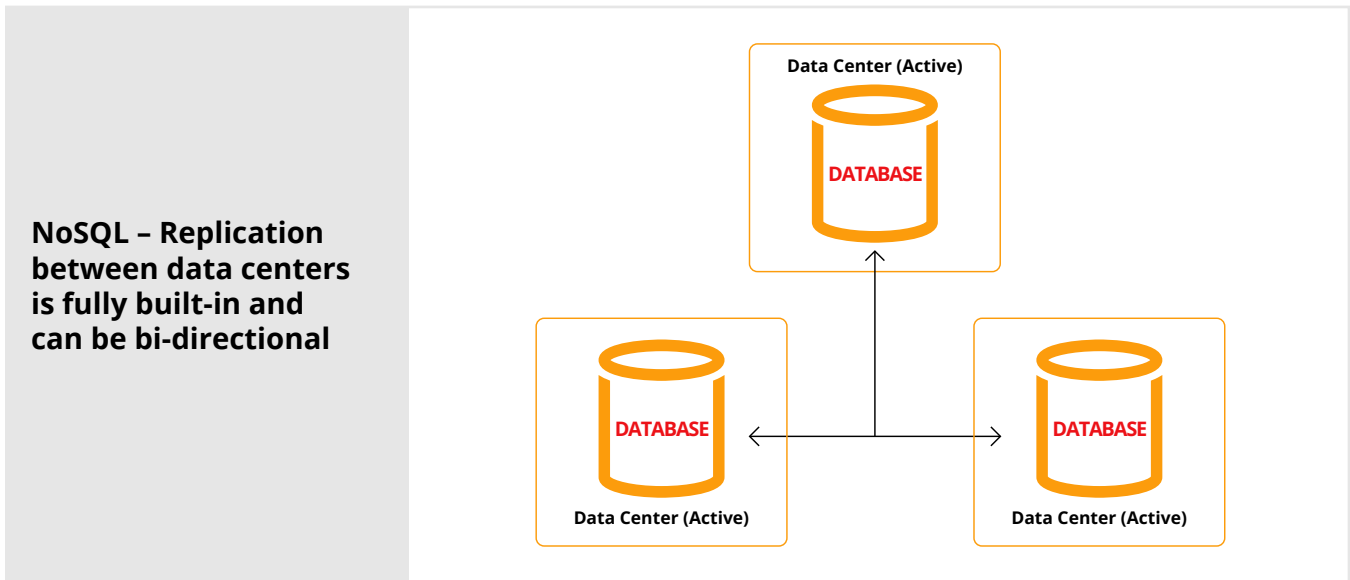 NoSQL – Replication
between data centers
is fully built-in and
can be bi-directional
Data Center (Active)
DATABASE
DATABASE
Data Center (Active)
DATABASE
Data Center (Active)